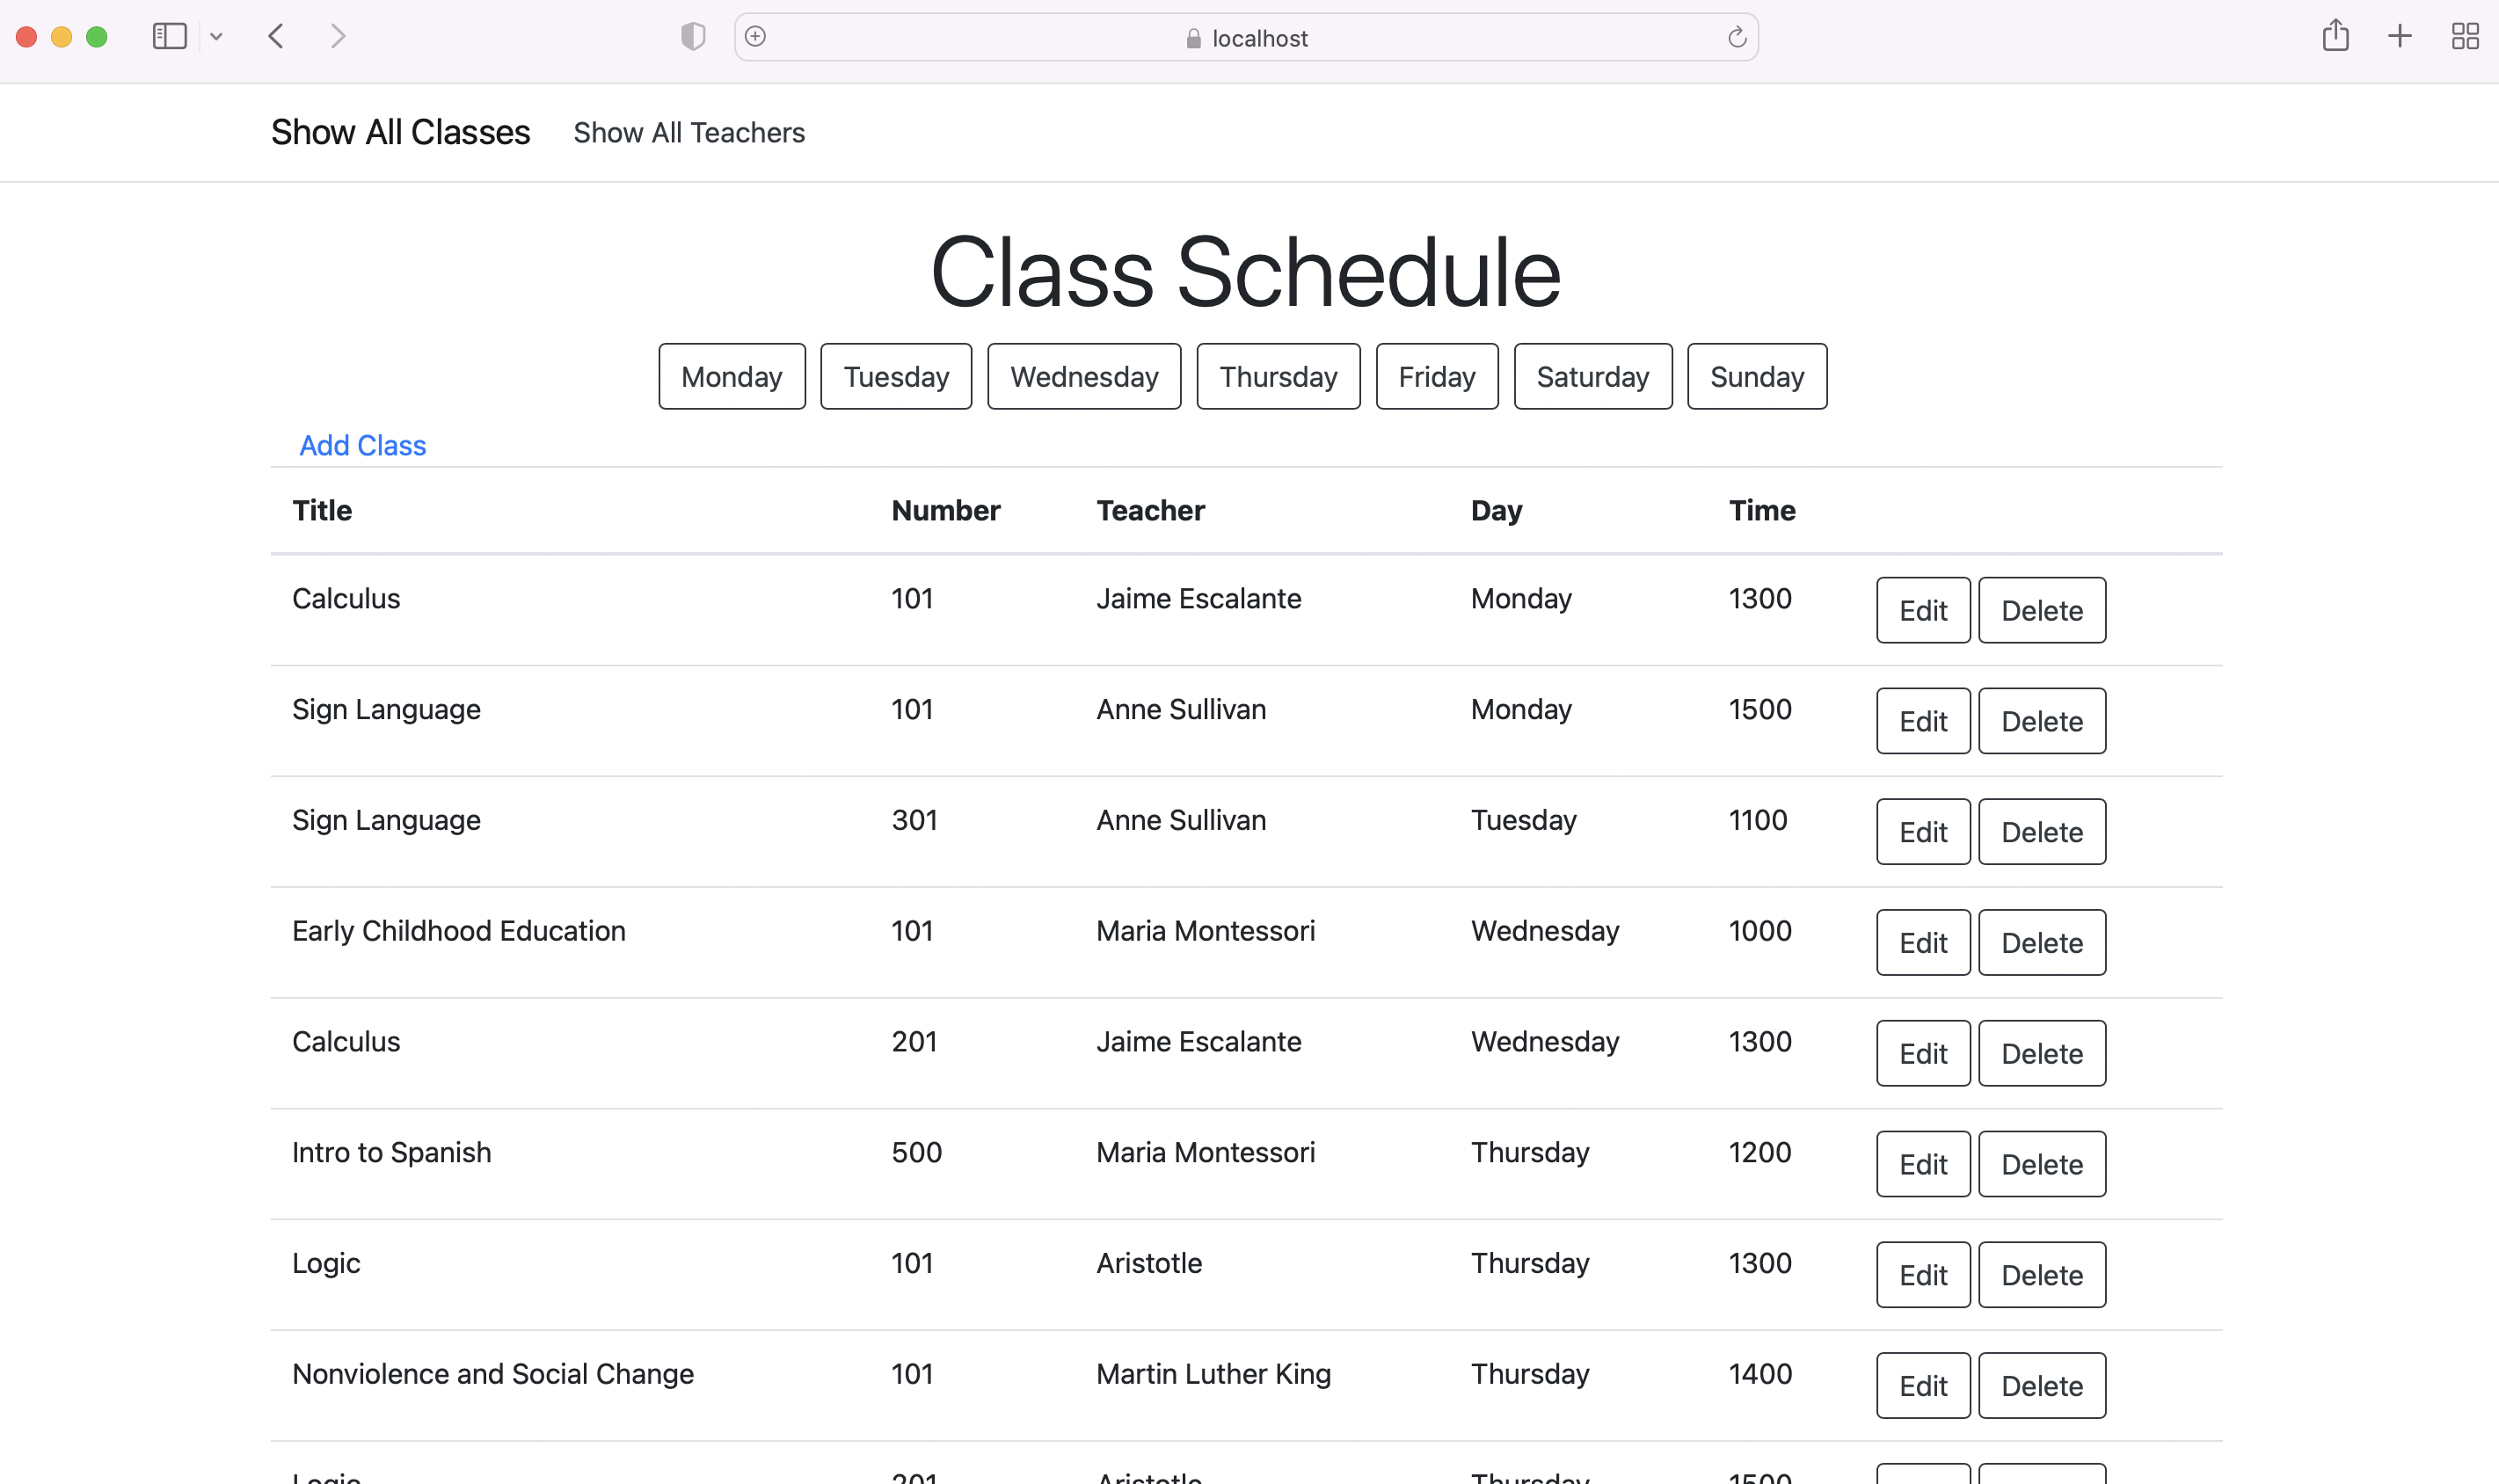 localhost
Show All Classes Show All Teachers
Class Schedule
Monday Tuesday Wednesday Thursday Friday Saturday Sunday
Add Class
Title Number Teacher Day Time
Calculus 101 Jaime Escalante Monday 1300 Edit Delete
Sign Language 101 Anne Sullivan Monday 1500 Edit Delete
Sign Language 301 Anne Sullivan Tuesday 1100 Edit Delete
Early Childhood Education 101 Maria Montessori Wednesday 1000 Edit Delete
Calculus 201 Jaime Escalante Wednesday 1300 Edit Delete
Intro to Spanish 500 Maria Montessori Thursday 1200 Edit Delete
Logic 101 Aristotle Thursday 1300 Edit Delete
Nonviolence and Social Change 101 Martin Luther King Thursday 1400 Edit Delete
Logic 201 Aristotle Thursday 1500